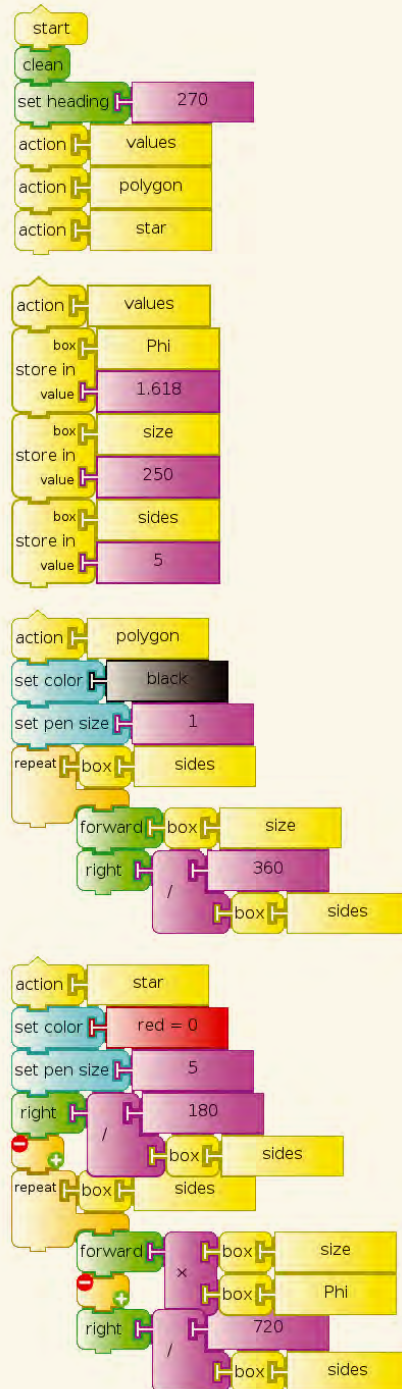 start
clean
set heading 270
action values
action polygon
action star
action values
box Phi
store in
value 1.618
box size
store in
value 250
box sides
store in
value 5
action polygon
set color black
set pen size 1
repeat box sides
forward box size
right / 360
box sides
action star
set color red = 0
set pen size 5
right / 180
box sides
repeat box sides
forward × box size
box Phi
right / 720
box sides